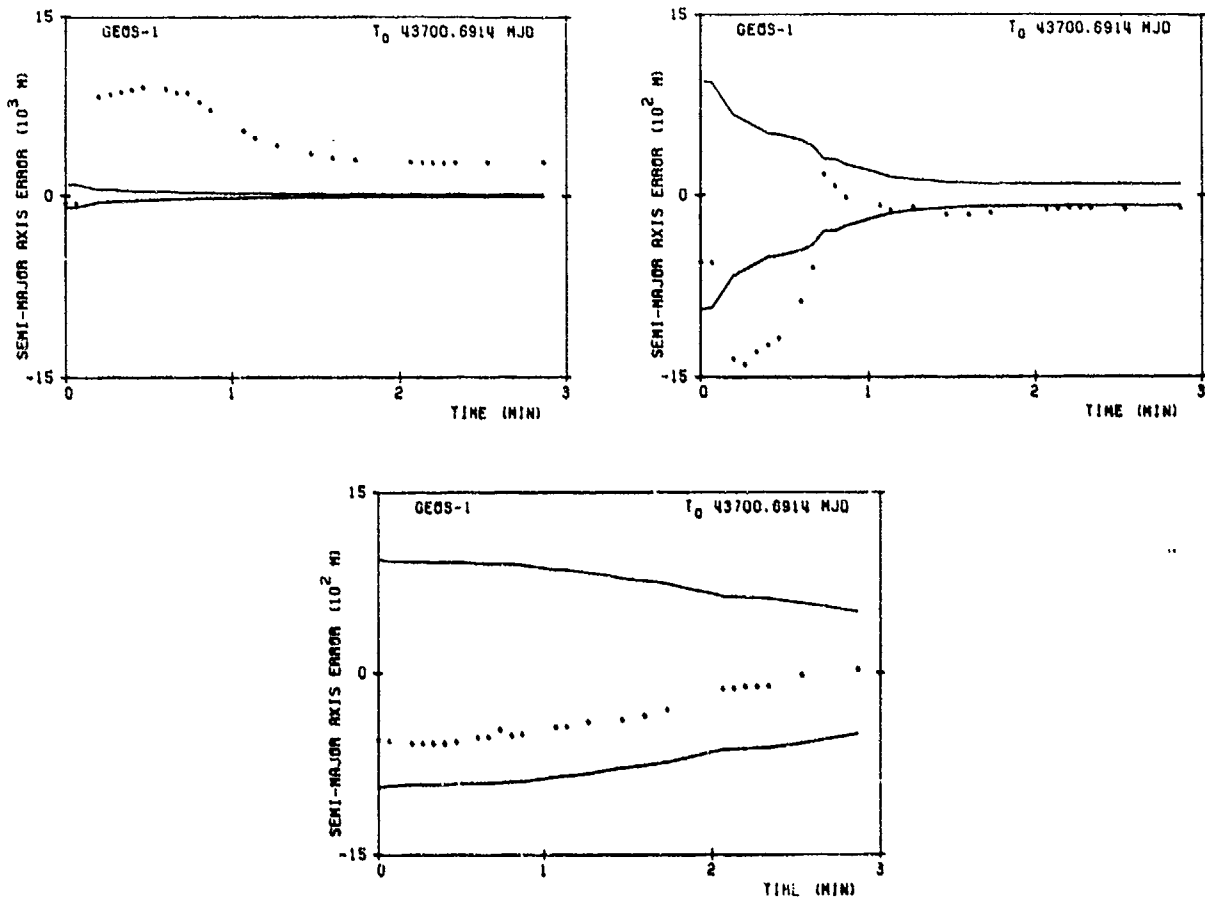 15
GEOS-1
T0 43700.6914 MJD
SEMI-MAJOR AXIS ERROR (10^3 M)
0
-15
0
1
2
3
TIME (MIN)
15
GEOS-1
T0 43700.6914 MJD
SEMI-MAJOR AXIS ERROR (10^2 M)
0
-15
0
1
2
3
TIME (MIN)
15
GEOS-1
T0 43700.6914 MJD
SEMI-MAJOR AXIS ERROR (10^2 M)
0
-15
0
1
2
3
TIME (MIN)